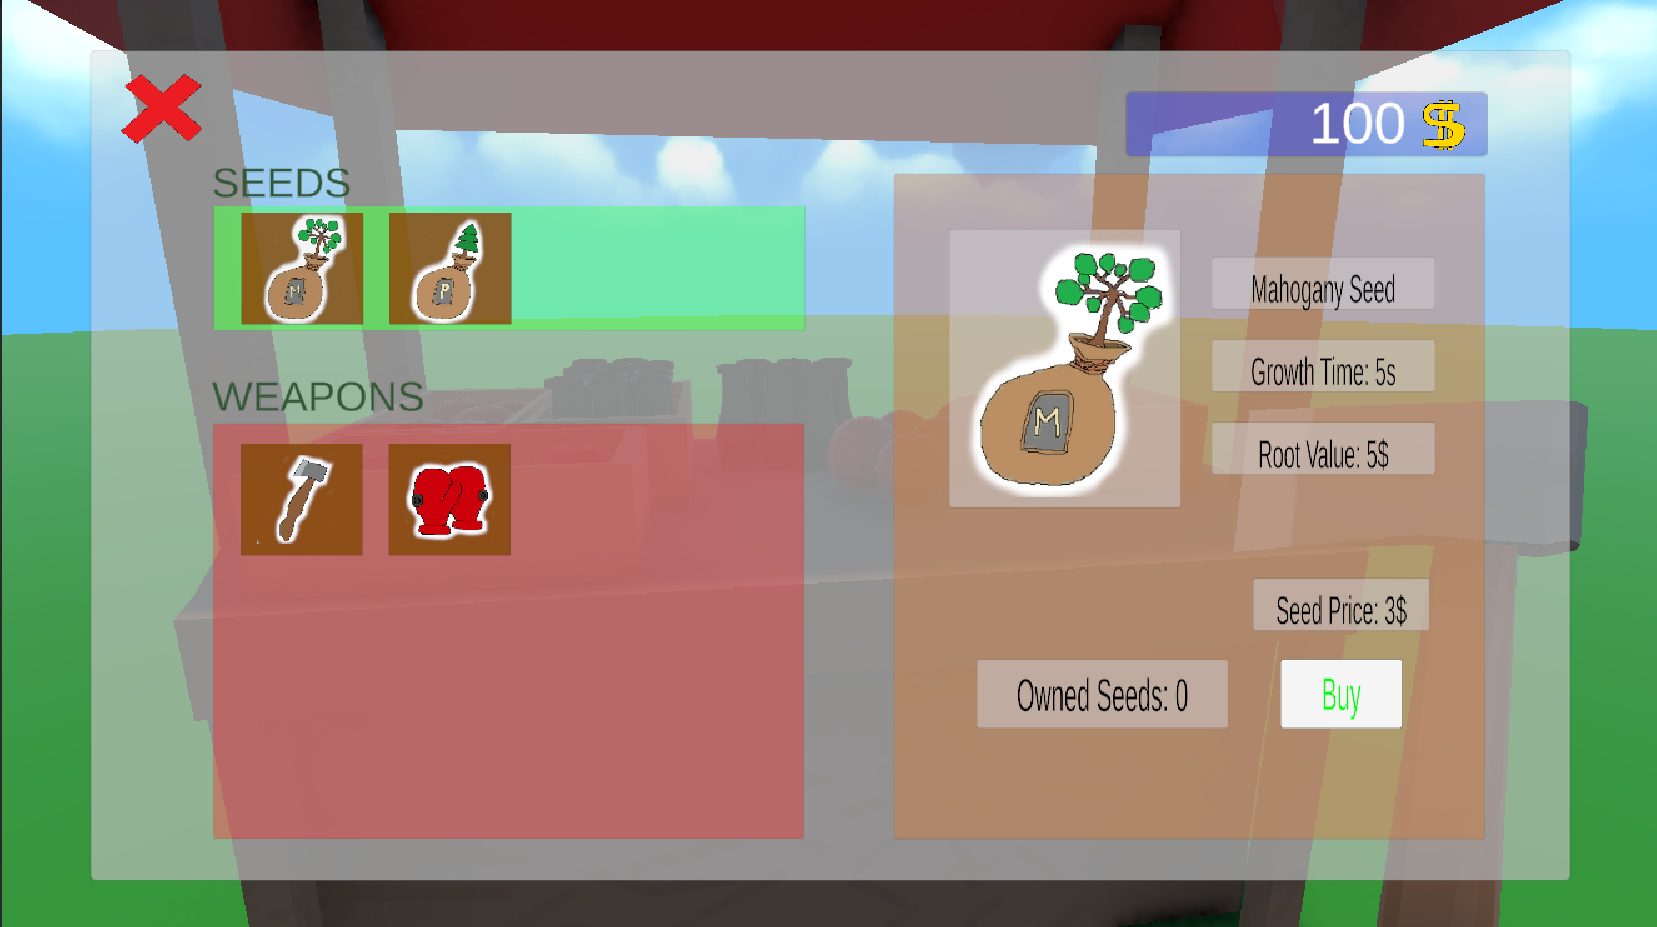 100 $
SEEDS
M
P
WEAPONS
M
Mahogany Seed
Growth Time: 5s
Root Value: 5$
Seed Price: 3$
Owned Seeds: 0
Buy